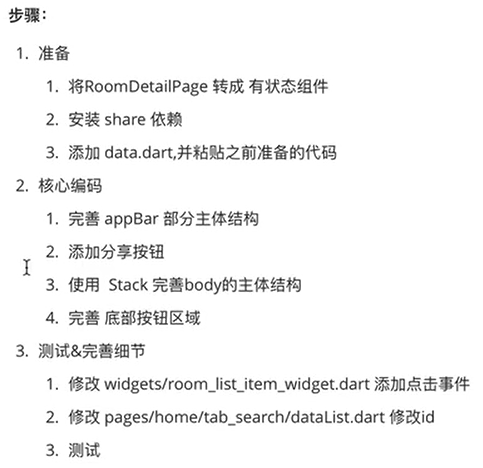 步骤：
1. 准备
1. 将RoomDetailPage 转成 有状态组件
2. 安装 share 依赖
3. 添加 data.dart,并粘贴之前准备的代码
2. 核心编码
1. 完善 appBar 部分主体结构
2. 添加分享按钮
3. 使用 Stack 完善body的主体结构
4. 完善 底部按钮区域
3. 测试&完善细节
1. 修改 widgets/room_list_item_widget.dart 添加点击事件
2. 修改 pages/home/tab_search/dataList.dart 修改id
3. 测试